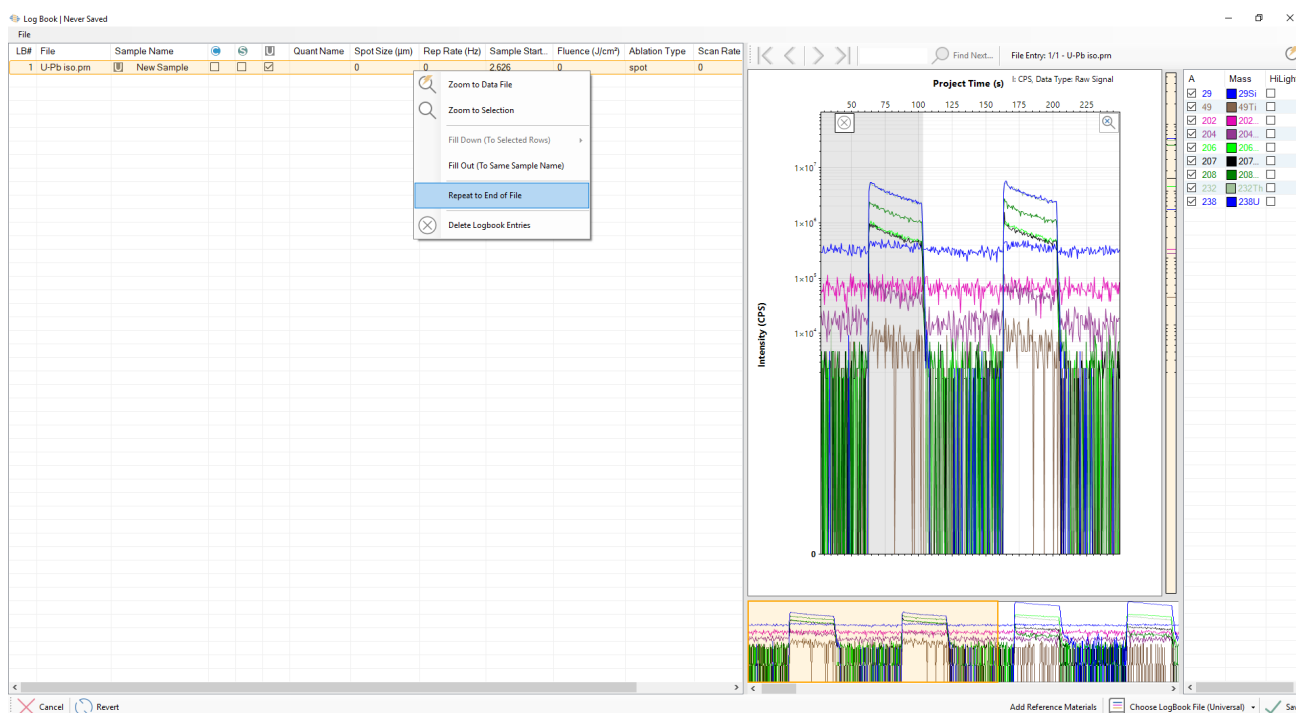 Log Book | Never Saved
File
LB# File Sample Name C S U Quant Name Spot Size (μm) Rep Rate (Hz) Sample Start... Fluence (J/cm²) Ablation Type Scan Rate
1 U-Pb iso.prn U New Sample 0 0 2.626 0 spot 0
Zoom to Data File
Zoom to Selection
Fill Down (To Selected Rows)
Fill Out (To Same Sample Name)
Repeat to End of File
Delete Logbook Entries
Find Next... File Entry: 1/1 - U-Pb iso.prn
Project Time (s) I: CPS, Data Type: Raw Signal
50 75 100 125 150 175 200 225
1×10⁷
1×10⁶
1×10⁵
1×10⁴
0
Intensity (CPS)
A Mass HiLight
29 29Si
49 49Ti
202 202...
204 204...
206 206...
207 207...
208 208...
232 232Th
238 238U
Cancel Revert Add Reference Materials Choose LogBook File (Universal) Sav